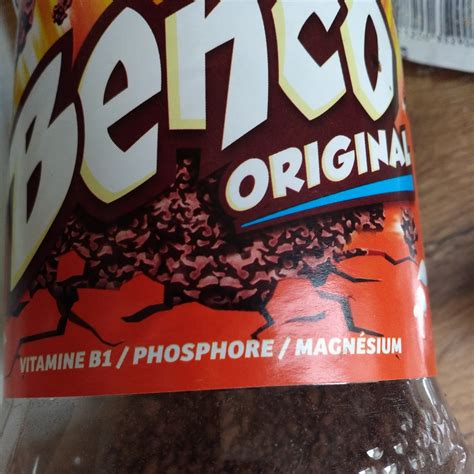 Benco
ORIGINAL
VITAMINE B1 / PHOSPHORE / MAGNÉSIUM